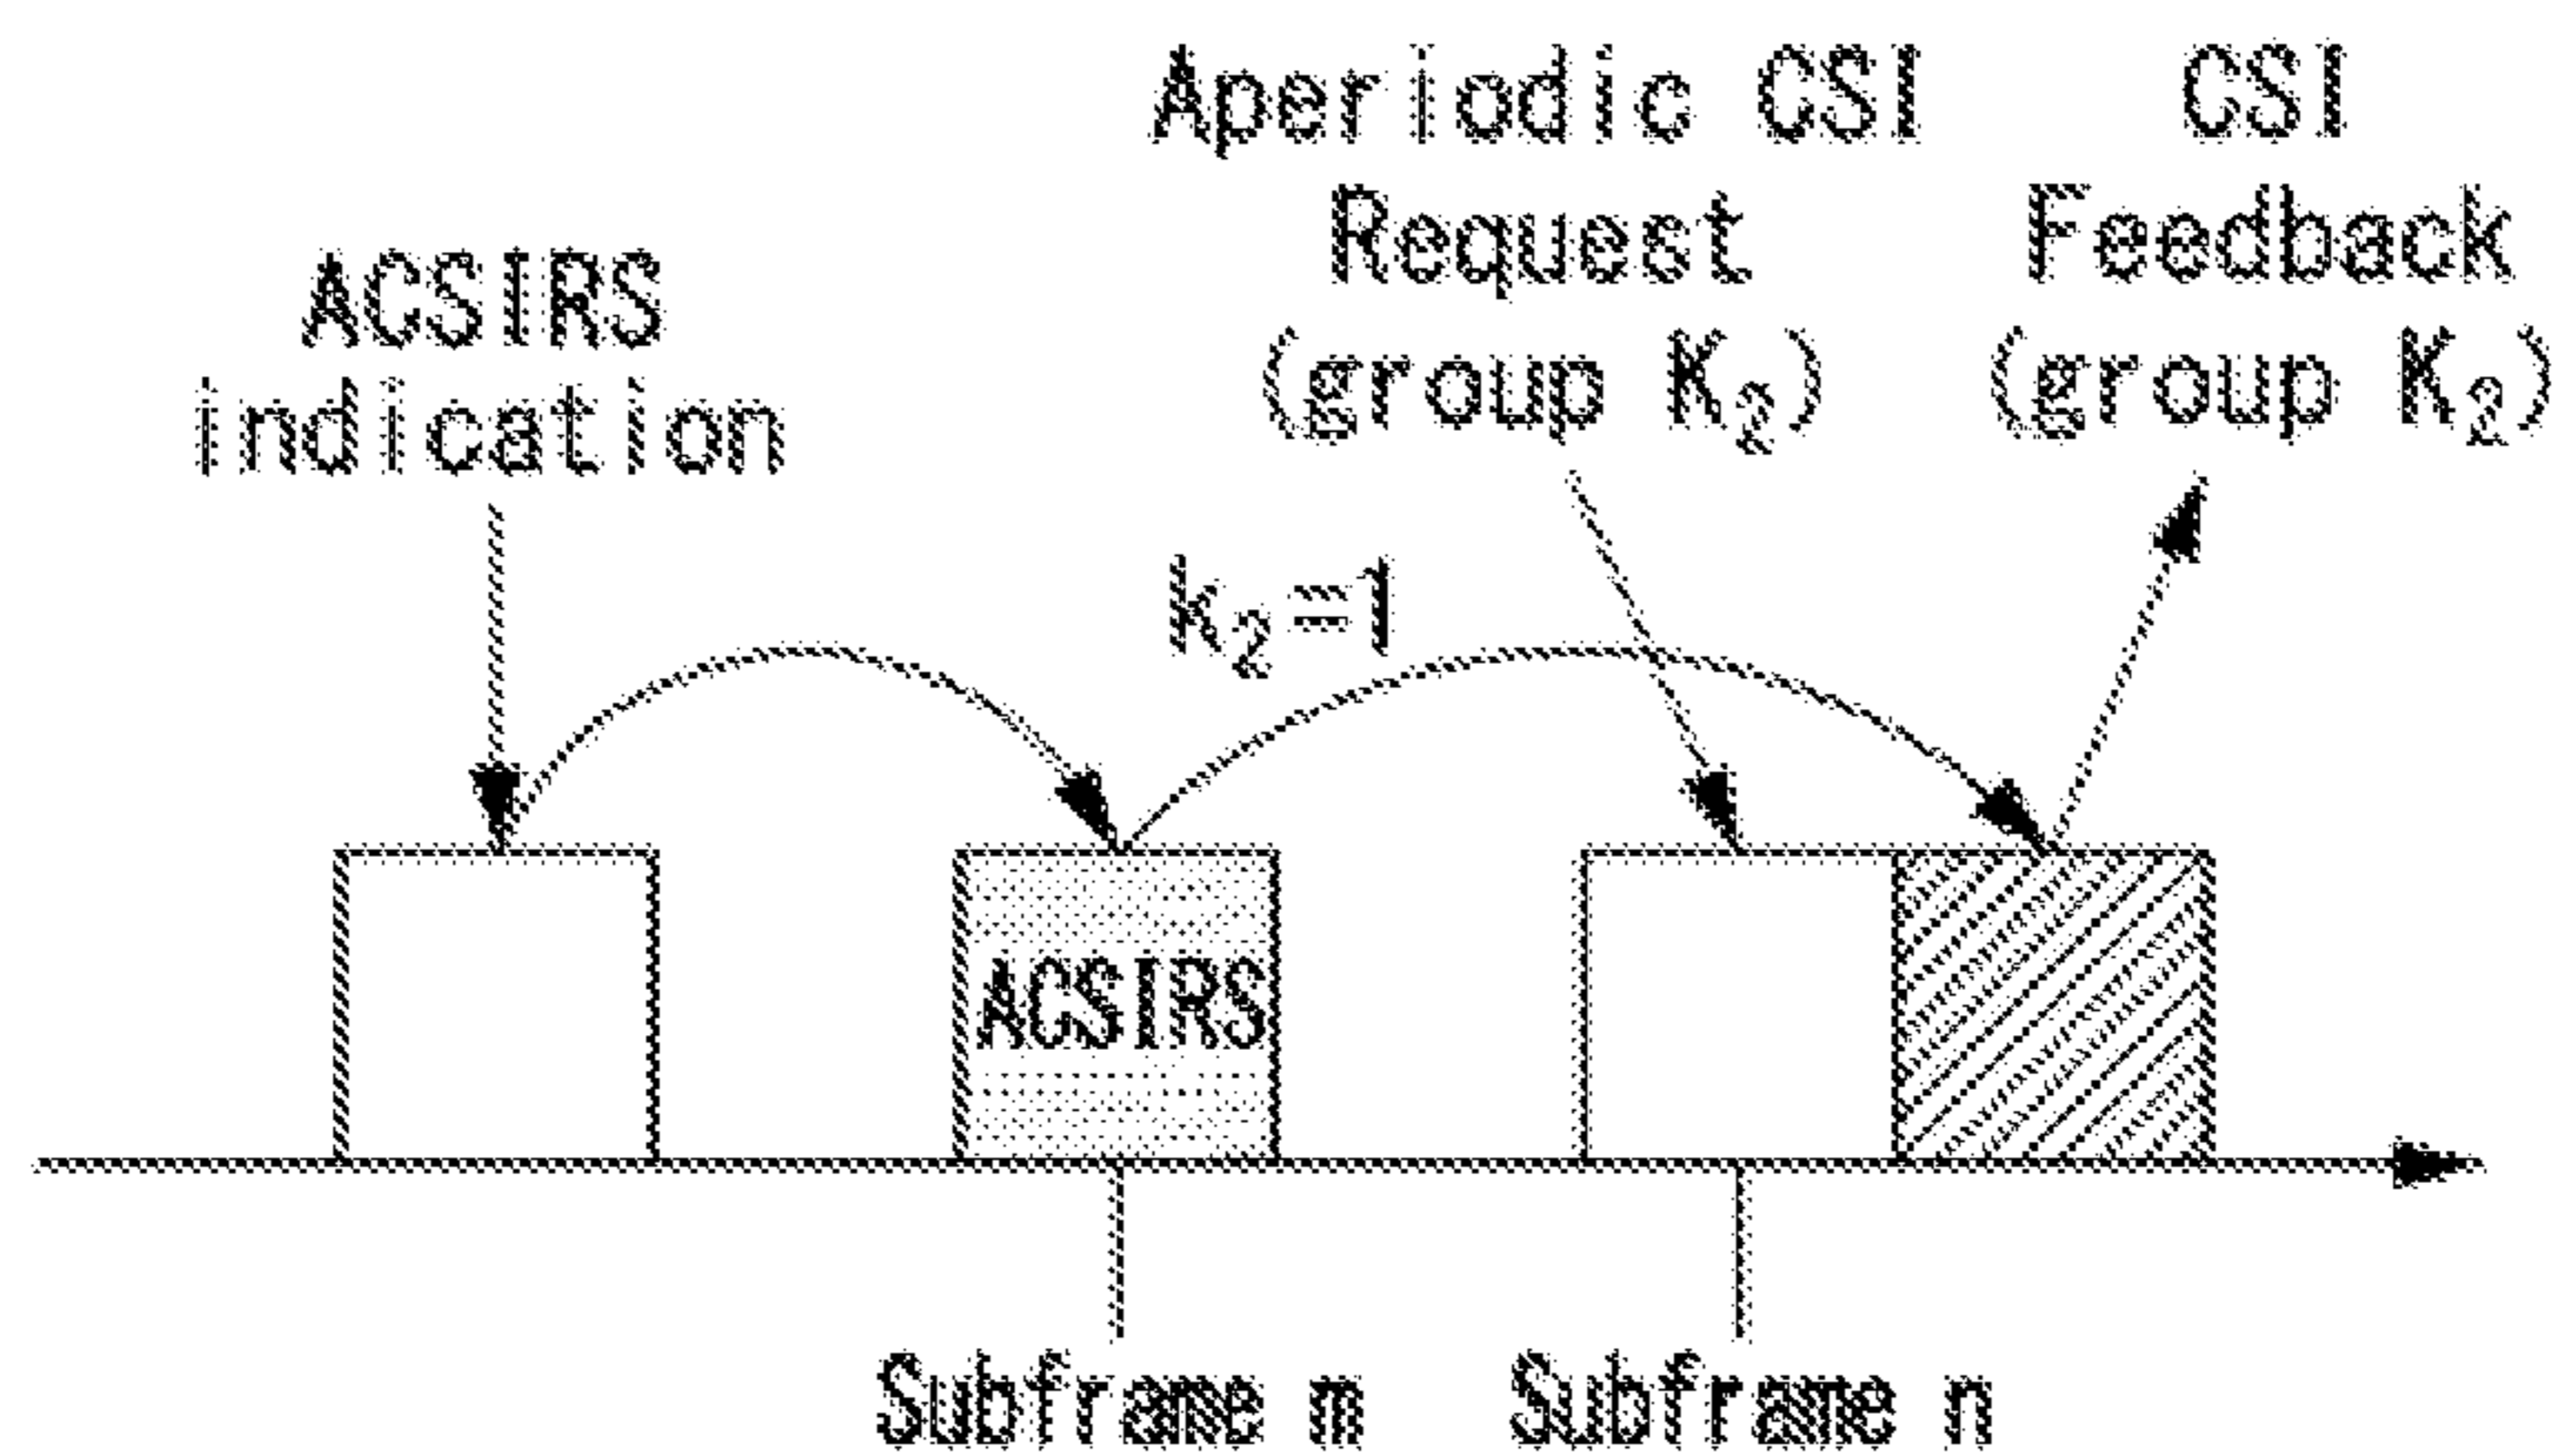 ACSIRS
indication
Aperiodic CSI
Request
(group K₂)
CSI
Feedback
(group K₂)
K₂=1
ACSIRS
Subframe m
Subframe n